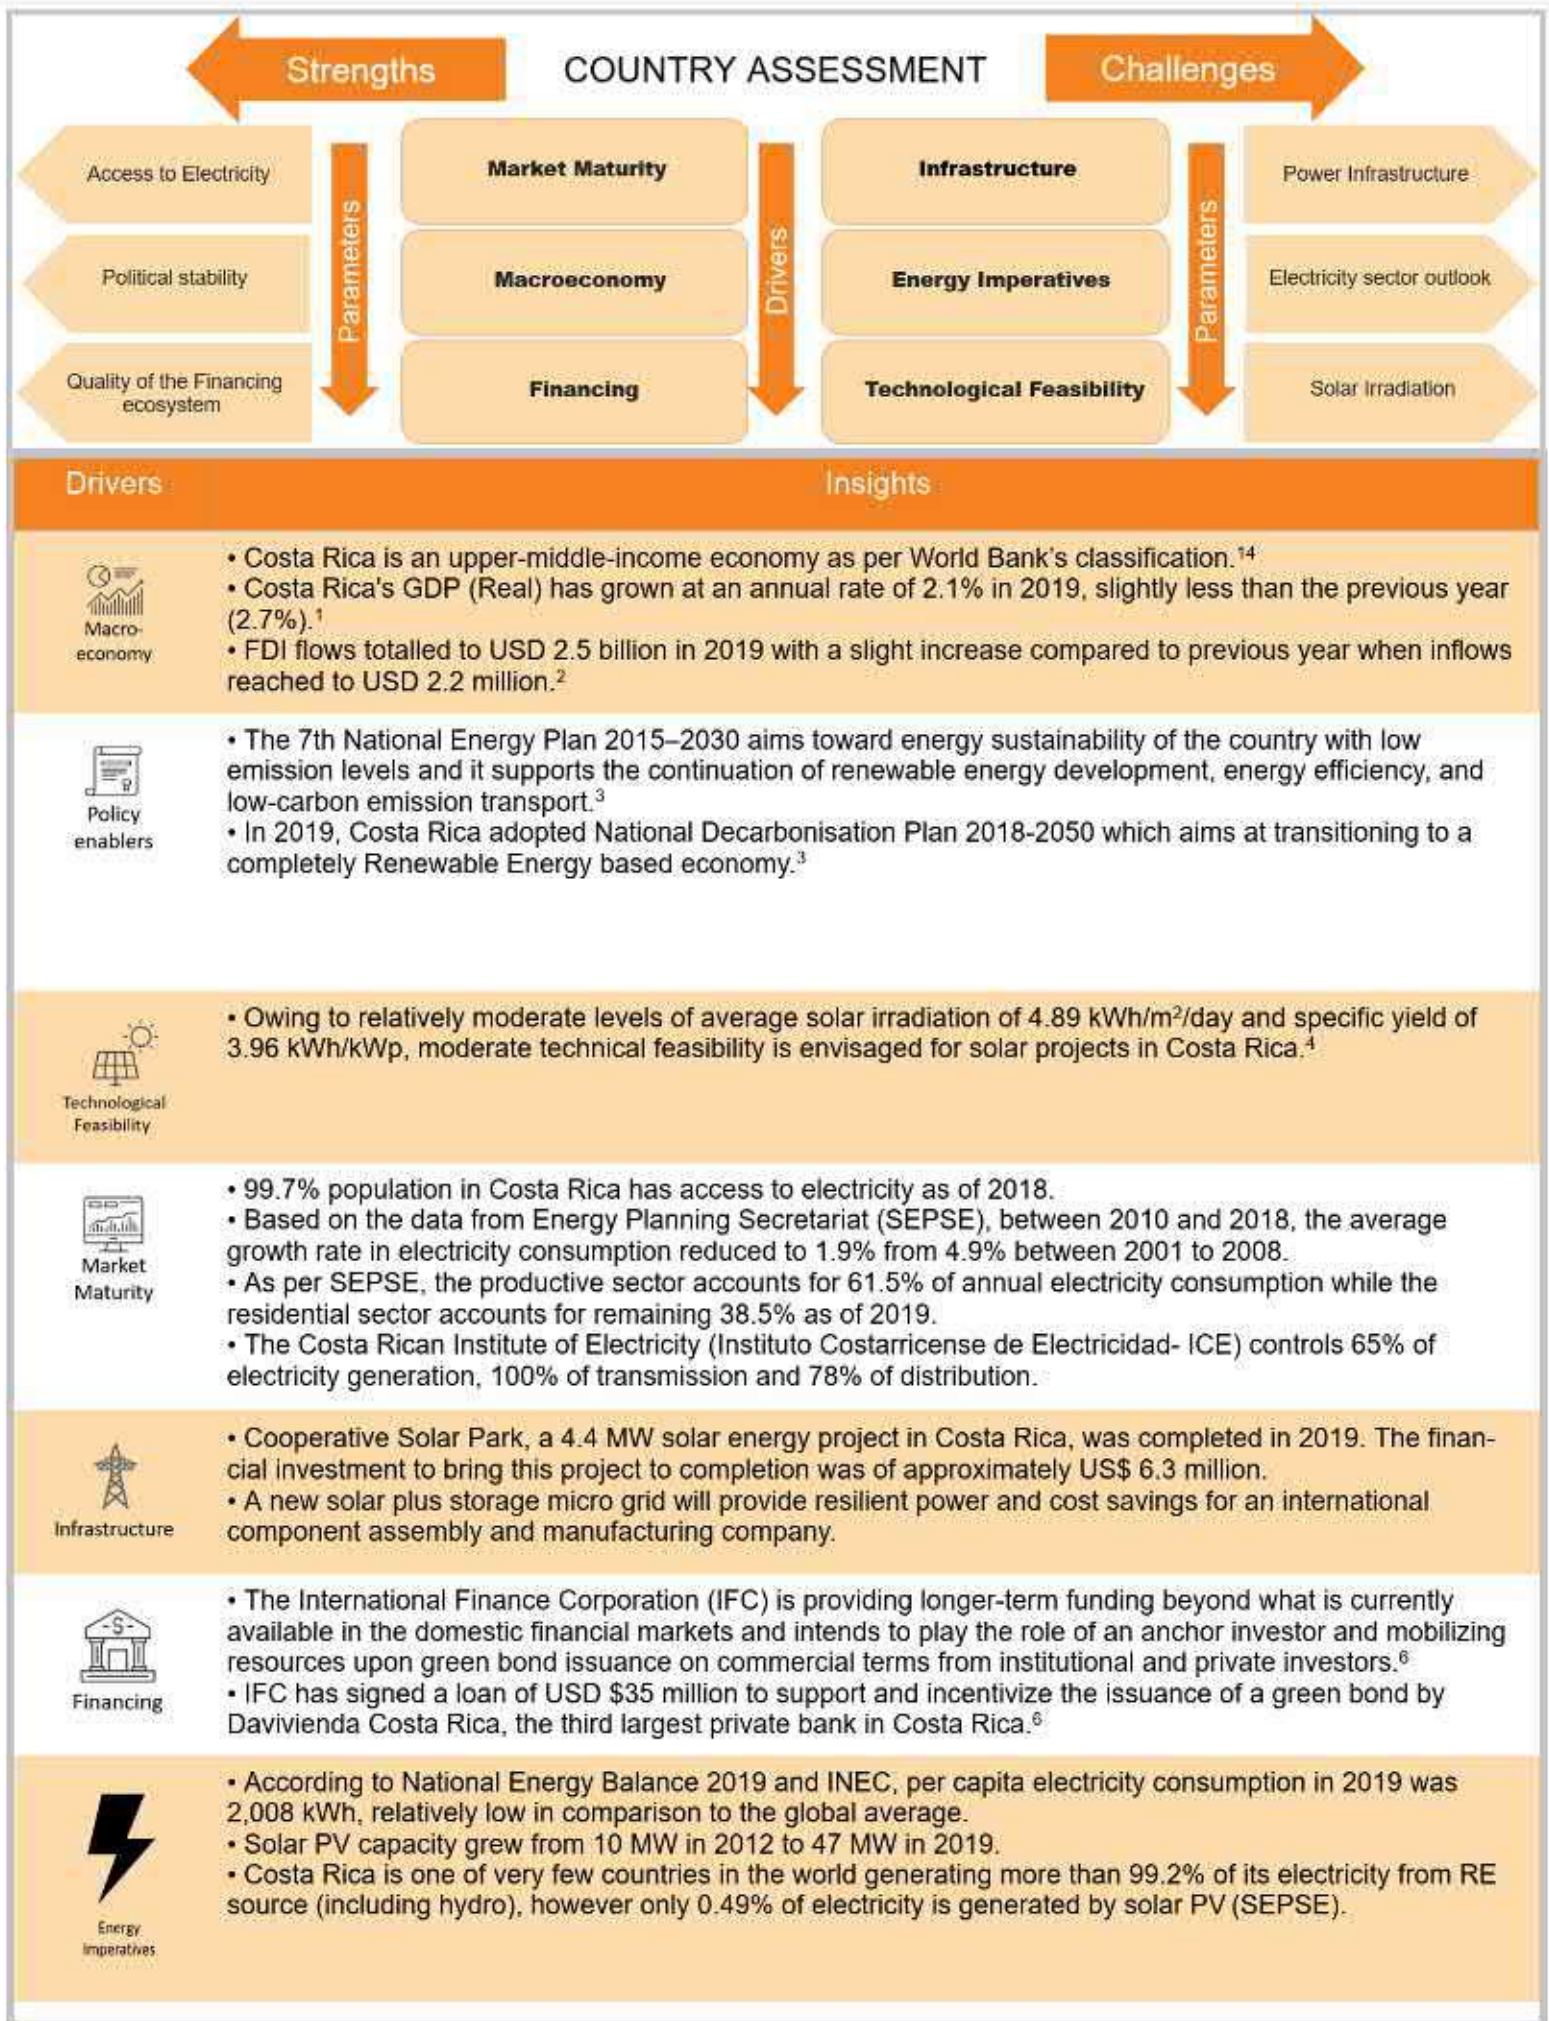 Strengths
COUNTRY ASSESSMENT
Challenges
Access to Electricity
Political stability
Quality of the Financing
ecosystem
Parameters
Market Maturity
Macroeconomy
Financing
Drivers
Infrastructure
Energy Imperatives
Technological Feasibility
Parameters
Power Infrastructure
Electricity sector outlook
Solar Irradiation
Drivers
Insights
Macro-
economy
• Costa Rica is an upper-middle-income economy as per World Bank's classification.¹⁴
• Costa Rica's GDP (Real) has grown at an annual rate of 2.1% in 2019, slightly less than the previous year
(2.7%).¹
• FDI flows totalled to USD 2.5 billion in 2019 with a slight increase compared to previous year when inflows
reached to USD 2.2 million.²
Policy
enablers
• The 7th National Energy Plan 2015–2030 aims toward energy sustainability of the country with low
emission levels and it supports the continuation of renewable energy development, energy efficiency, and
low-carbon emission transport.³
• In 2019, Costa Rica adopted National Decarbonisation Plan 2018-2050 which aims at transitioning to a
completely Renewable Energy based economy.³
Technological
Feasibility
• Owing to relatively moderate levels of average solar irradiation of 4.89 kWh/m²/day and specific yield of
3.96 kWh/kWp, moderate technical feasibility is envisaged for solar projects in Costa Rica.⁴
Market
Maturity
• 99.7% population in Costa Rica has access to electricity as of 2018.
• Based on the data from Energy Planning Secretariat (SEPSE), between 2010 and 2018, the average
growth rate in electricity consumption reduced to 1.9% from 4.9% between 2001 to 2008.
• As per SEPSE, the productive sector accounts for 61.5% of annual electricity consumption while the
residential sector accounts for remaining 38.5% as of 2019.
• The Costa Rican Institute of Electricity (Instituto Costarricense de Electricidad- ICE) controls 65% of
electricity generation, 100% of transmission and 78% of distribution.
Infrastructure
• Cooperative Solar Park, a 4.4 MW solar energy project in Costa Rica, was completed in 2019. The finan-
cial investment to bring this project to completion was of approximately US$ 6.3 million.
• A new solar plus storage micro grid will provide resilient power and cost savings for an international
component assembly and manufacturing company.
-$-
Financing
• The International Finance Corporation (IFC) is providing longer-term funding beyond what is currently
available in the domestic financial markets and intends to play the role of an anchor investor and mobilizing
resources upon green bond issuance on commercial terms from institutional and private investors.⁶
• IFC has signed a loan of USD $35 million to support and incentivize the issuance of a green bond by
Davivienda Costa Rica, the third largest private bank in Costa Rica.⁶
Energy
Imperatives
• According to National Energy Balance 2019 and INEC, per capita electricity consumption in 2019 was
2,008 kWh, relatively low in comparison to the global average.
• Solar PV capacity grew from 10 MW in 2012 to 47 MW in 2019.
• Costa Rica is one of very few countries in the world generating more than 99.2% of its electricity from RE
source (including hydro), however only 0.49% of electricity is generated by solar PV (SEPSE).